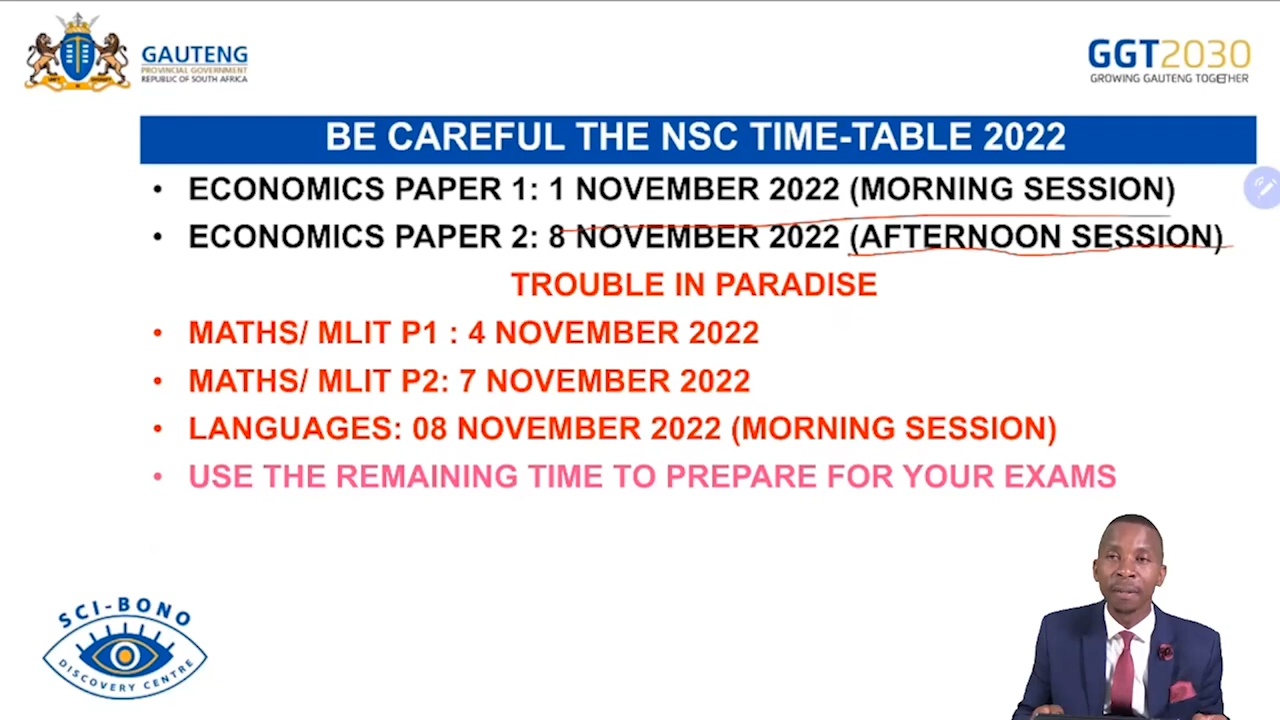 GAUTENG
PROVINCIAL GOVERNMENT
REPUBLIC OF SOUTH AFRICA
GGT2030
GROWING GAUTENG TOGETHER
BE CAREFUL THE NSC TIME-TABLE 2022
• ECONOMICS PAPER 1: 1 NOVEMBER 2022 (MORNING SESSION)
• ECONOMICS PAPER 2: 8 NOVEMBER 2022 (AFTERNOON SESSION)
TROUBLE IN PARADISE
• MATHS/ MLIT P1 : 4 NOVEMBER 2022
• MATHS/ MLIT P2: 7 NOVEMBER 2022
• LANGUAGES: 08 NOVEMBER 2022 (MORNING SESSION)
• USE THE REMAINING TIME TO PREPARE FOR YOUR EXAMS
SCI-BONO
DISCOVERY CENTRE